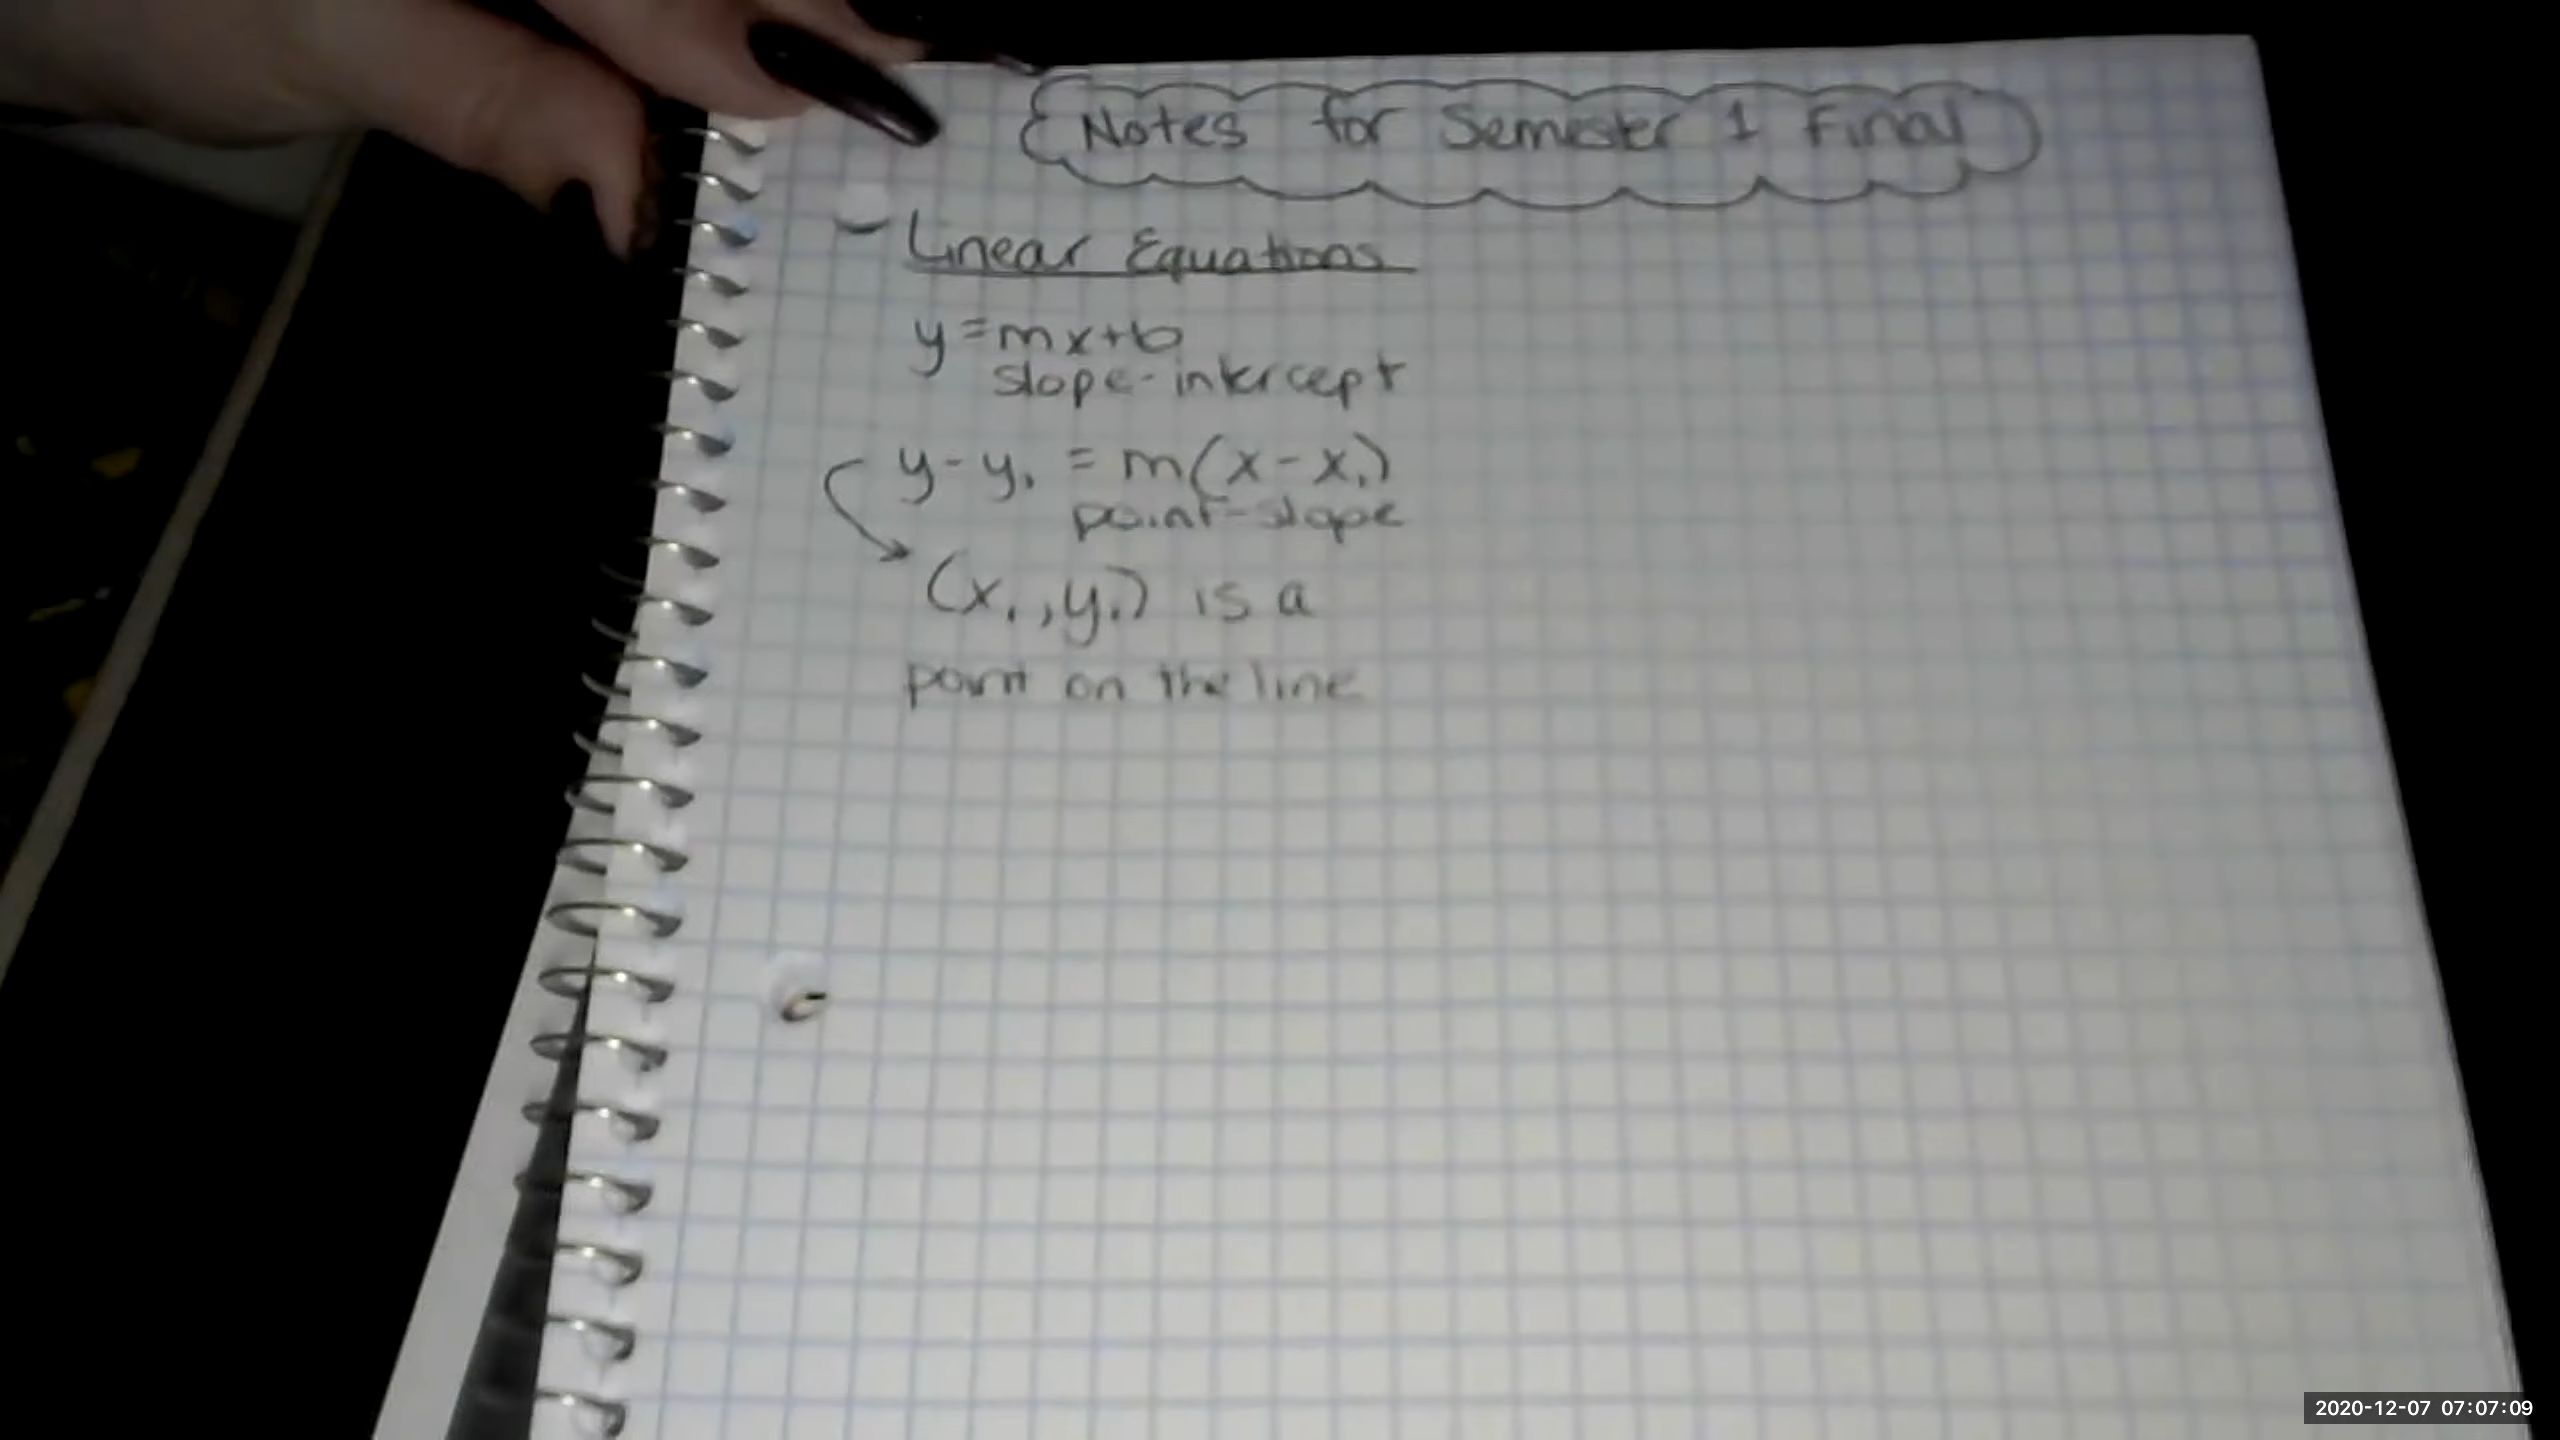 Notes for Semester 1 Final
- Linear Equations
y = mx+b
slope-intercept
y - y₁ = m(x - x₁)
point-slope
(x₁, y₁) is a
point on the line
2020-12-07 07:07:09